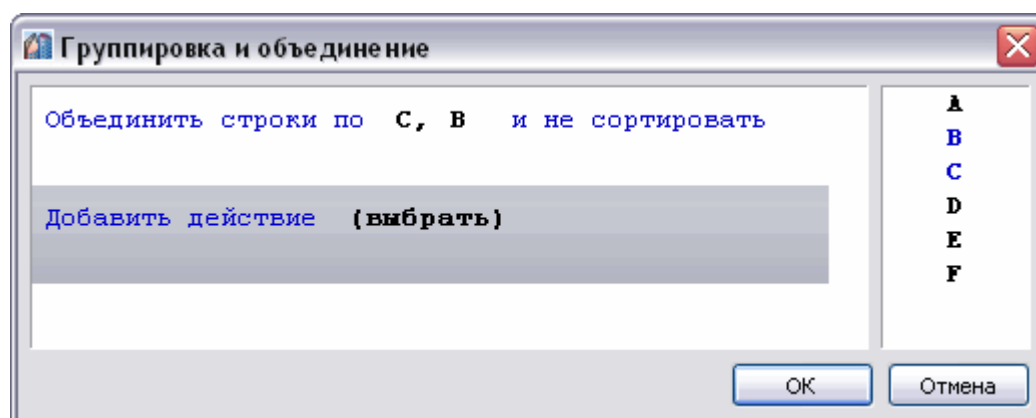 Группировка и объединение
Объединить строки по C, B и не сортировать
Добавить действие (выбрать)
A
B
C
D
E
F
OK
Отмена